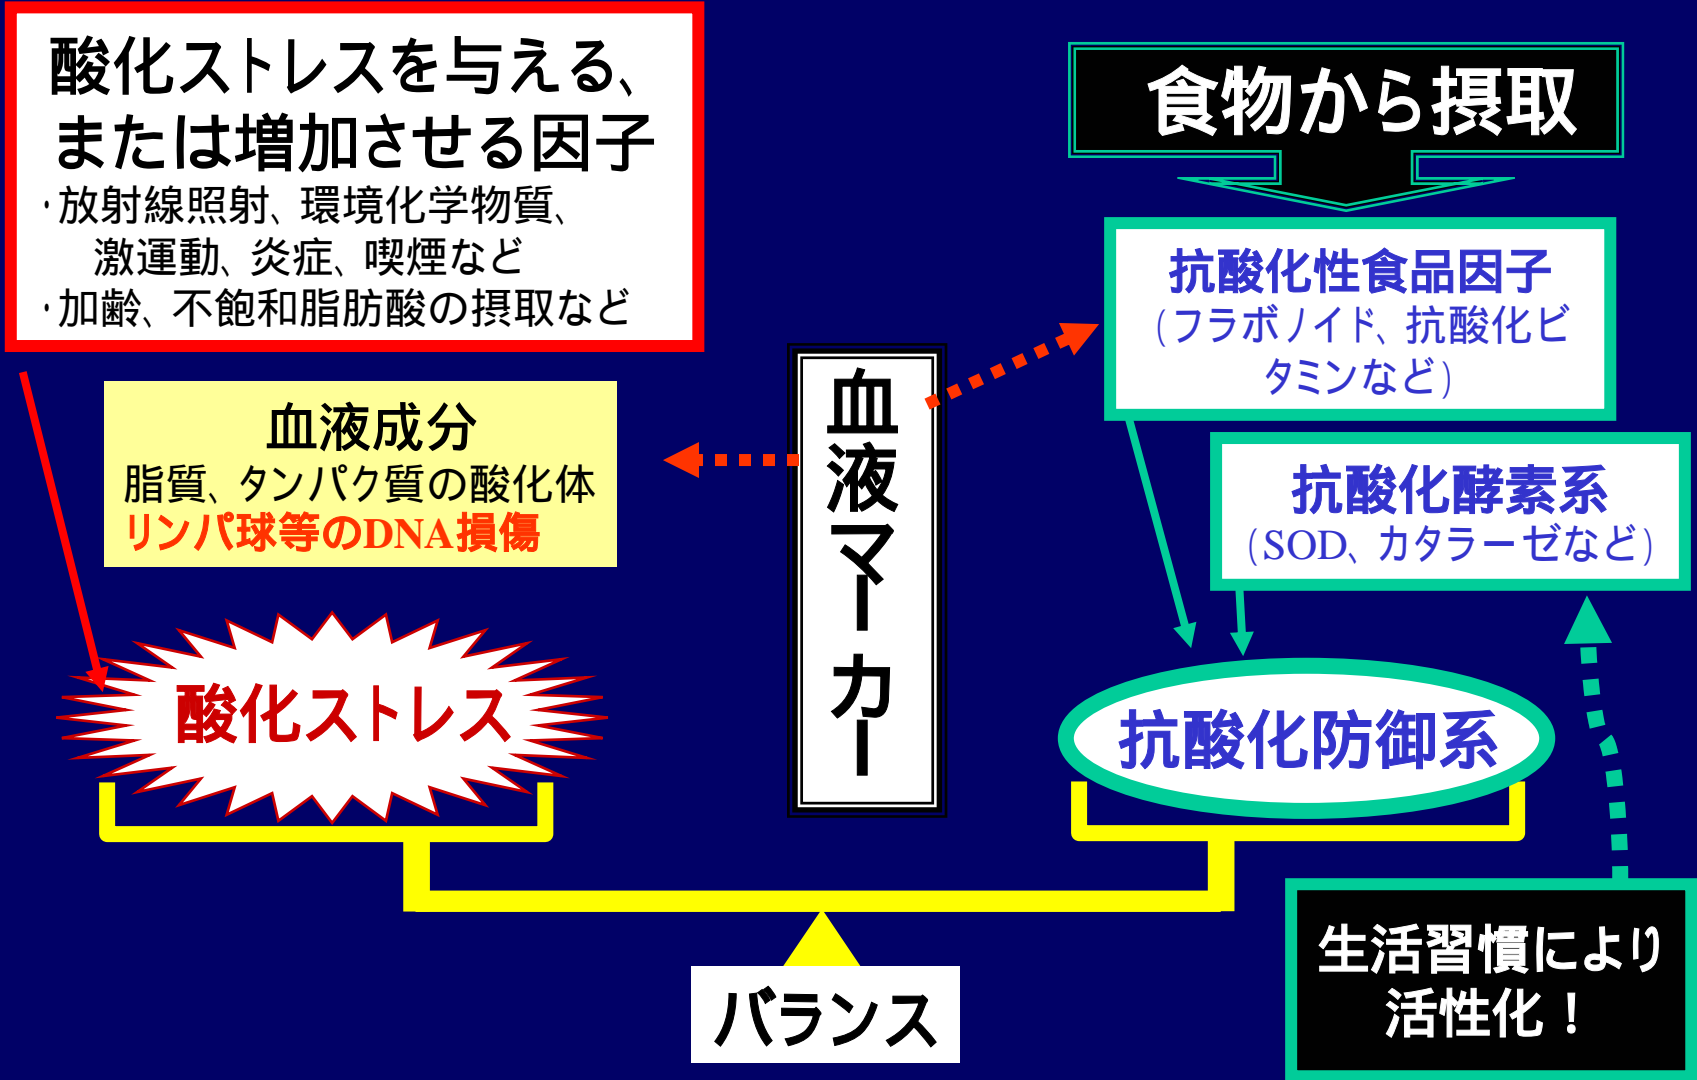 酸化ストレスを与える、
または増加させる因子
・放射線照射、環境化学物質、
激運動、炎症、喫煙など
・加齢、不飽和脂肪酸の摂取など
血液成分
脂質、タンパク質の酸化体
リンパ球等のDNA損傷
酸化ストレス
血液マーカー
食物から摂取
抗酸化性食品因子
(フラボノイド、抗酸化ビ
タミンなど)
抗酸化酵素系
(SOD、カタラーゼなど)
抗酸化防御系
生活習慣により
活性化！
バランス